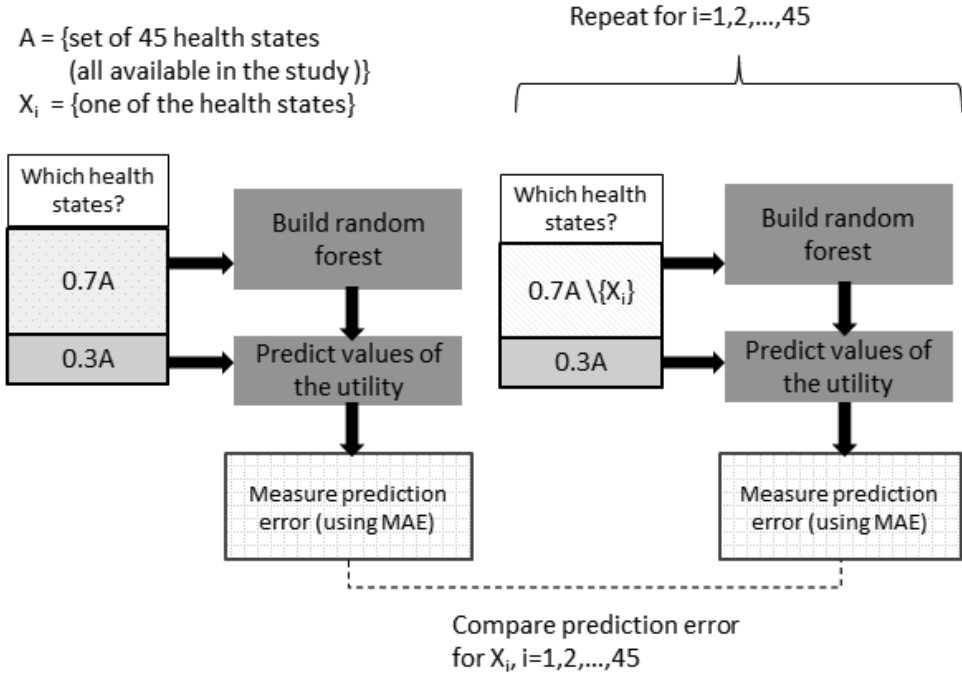 Repeat for i=1,2,...,45
A = {set of 45 health states
(all available in the study )}
Xi = {one of the health states}
Which health
states?
0.7A
0.3A
Build random
forest
Predict values of
the utility
Measure prediction
error (using MAE)
Which health
states?
0.7A \{Xi}
0.3A
Build random
forest
Predict values of
the utility
Measure prediction
error (using MAE)
Compare prediction error
for Xi, i=1,2,...,45